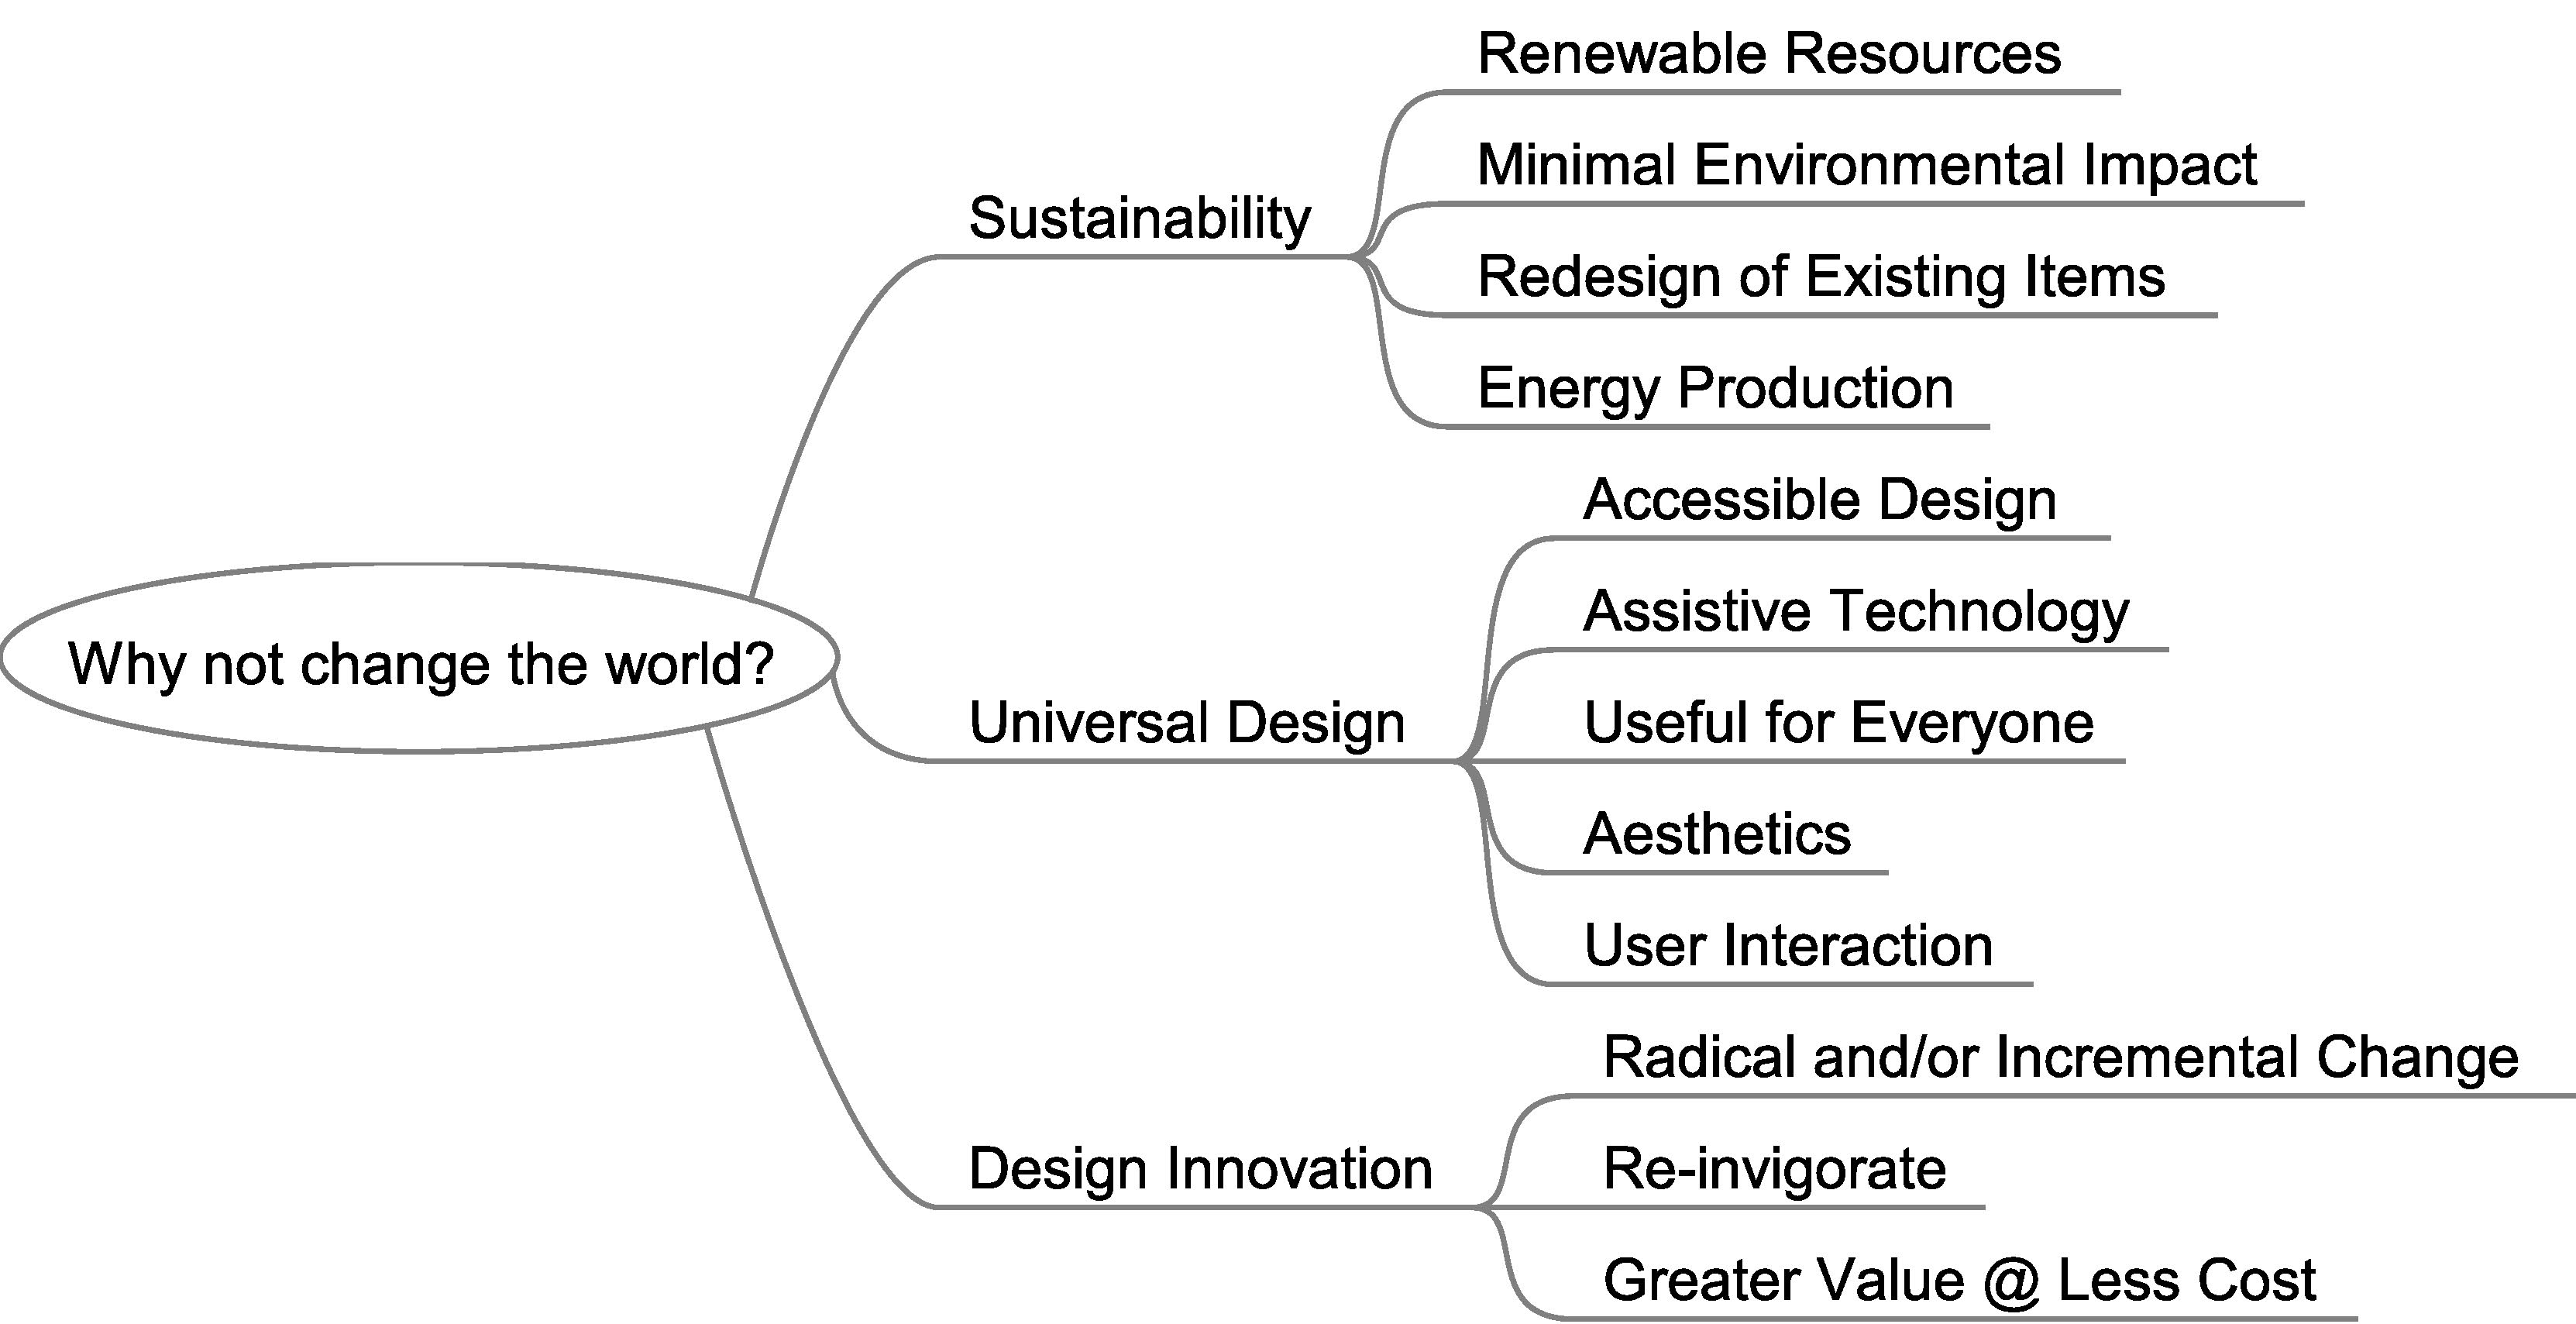 Why not change the world?
Sustainability
Renewable Resources
Minimal Environmental Impact
Redesign of Existing Items
Energy Production
Universal Design
Accessible Design
Assistive Technology
Useful for Everyone
Aesthetics
User Interaction
Design Innovation
Radical and/or Incremental Change
Re-invigorate
Greater Value @ Less Cost